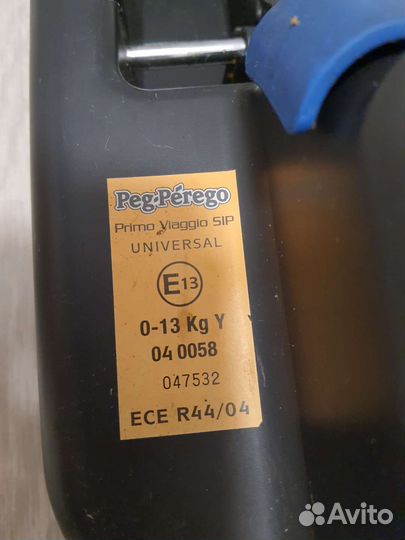 Peg-Pérego
Primo Viaggio SIP
UNIVERSAL
E13
0-13 Kg Y
04 0058
047532
ECE R44/04
Avito